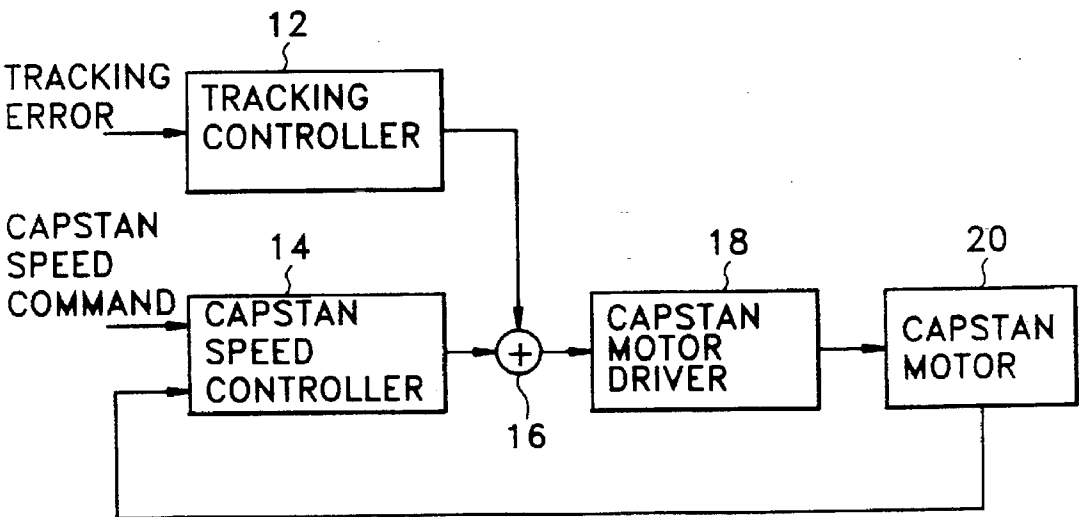 12
TRACKING
ERROR
TRACKING
CONTROLLER
CAPSTAN
SPEED
COMMAND
14
CAPSTAN
SPEED
CONTROLLER
+
16
18
CAPSTAN
MOTOR
DRIVER
20
CAPSTAN
MOTOR